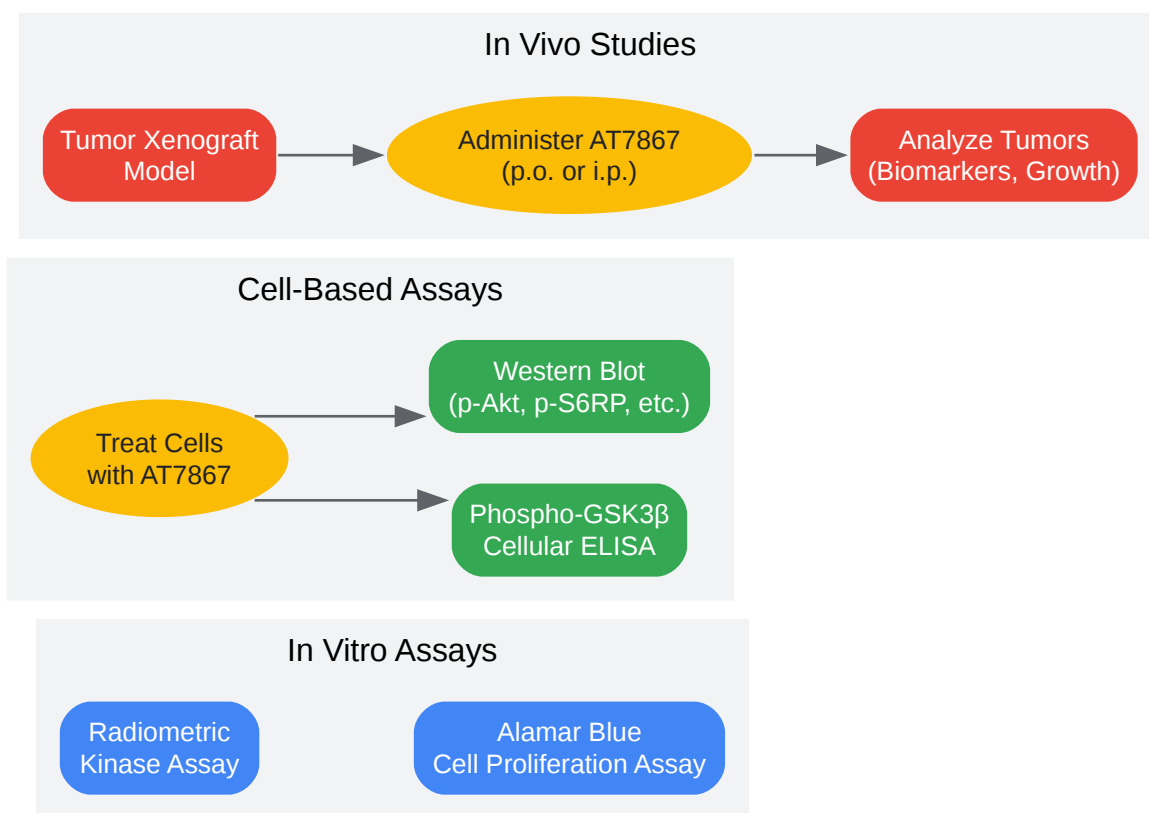 In Vivo Studies
Tumor Xenograft
Model
Administer AT7867
(p.o. or i.p.)
Analyze Tumors
(Biomarkers, Growth)
Cell-Based Assays
Treat Cells
with AT7867
Western Blot
(p-Akt, p-S6RP, etc.)
Phospho-GSK3β
Cellular ELISA
In Vitro Assays
Radiometric
Kinase Assay
Alamar Blue
Cell Proliferation Assay